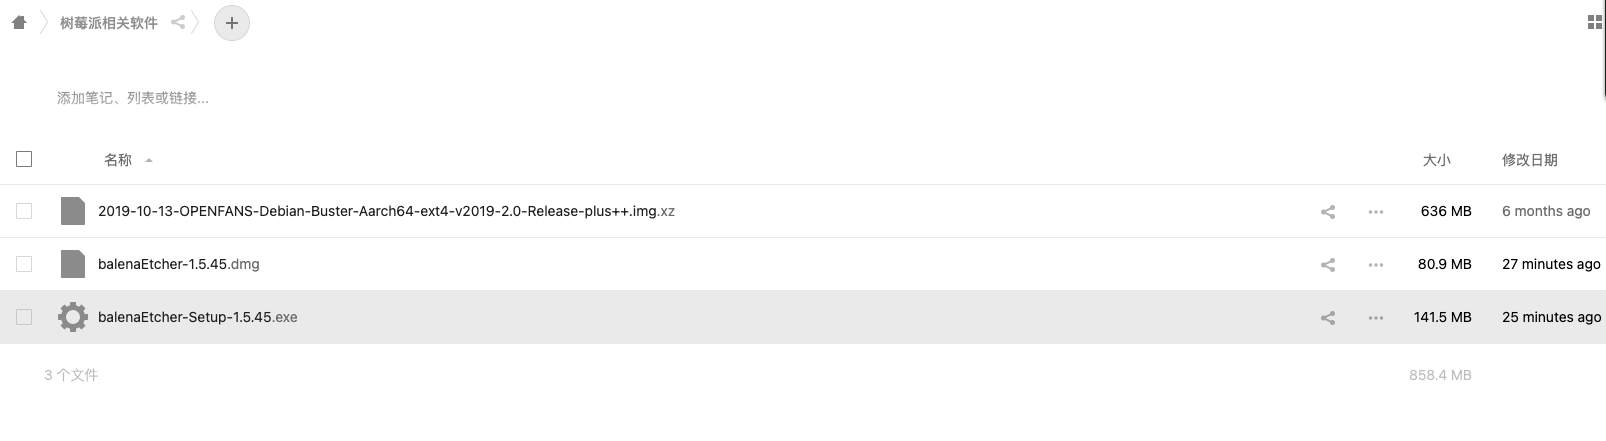 树莓派相关软件
添加笔记、列表或链接...
名称 大小 修改日期
2019-10-13-OPENFANS-Debian-Buster-Aarch64-ext4-v2019-2.0-Release-plus++.img.xz 636 MB 6 months ago
balenaEtcher-1.5.45.dmg 80.9 MB 27 minutes ago
balenaEtcher-Setup-1.5.45.exe 141.5 MB 25 minutes ago
3 个文件 858.4 MB